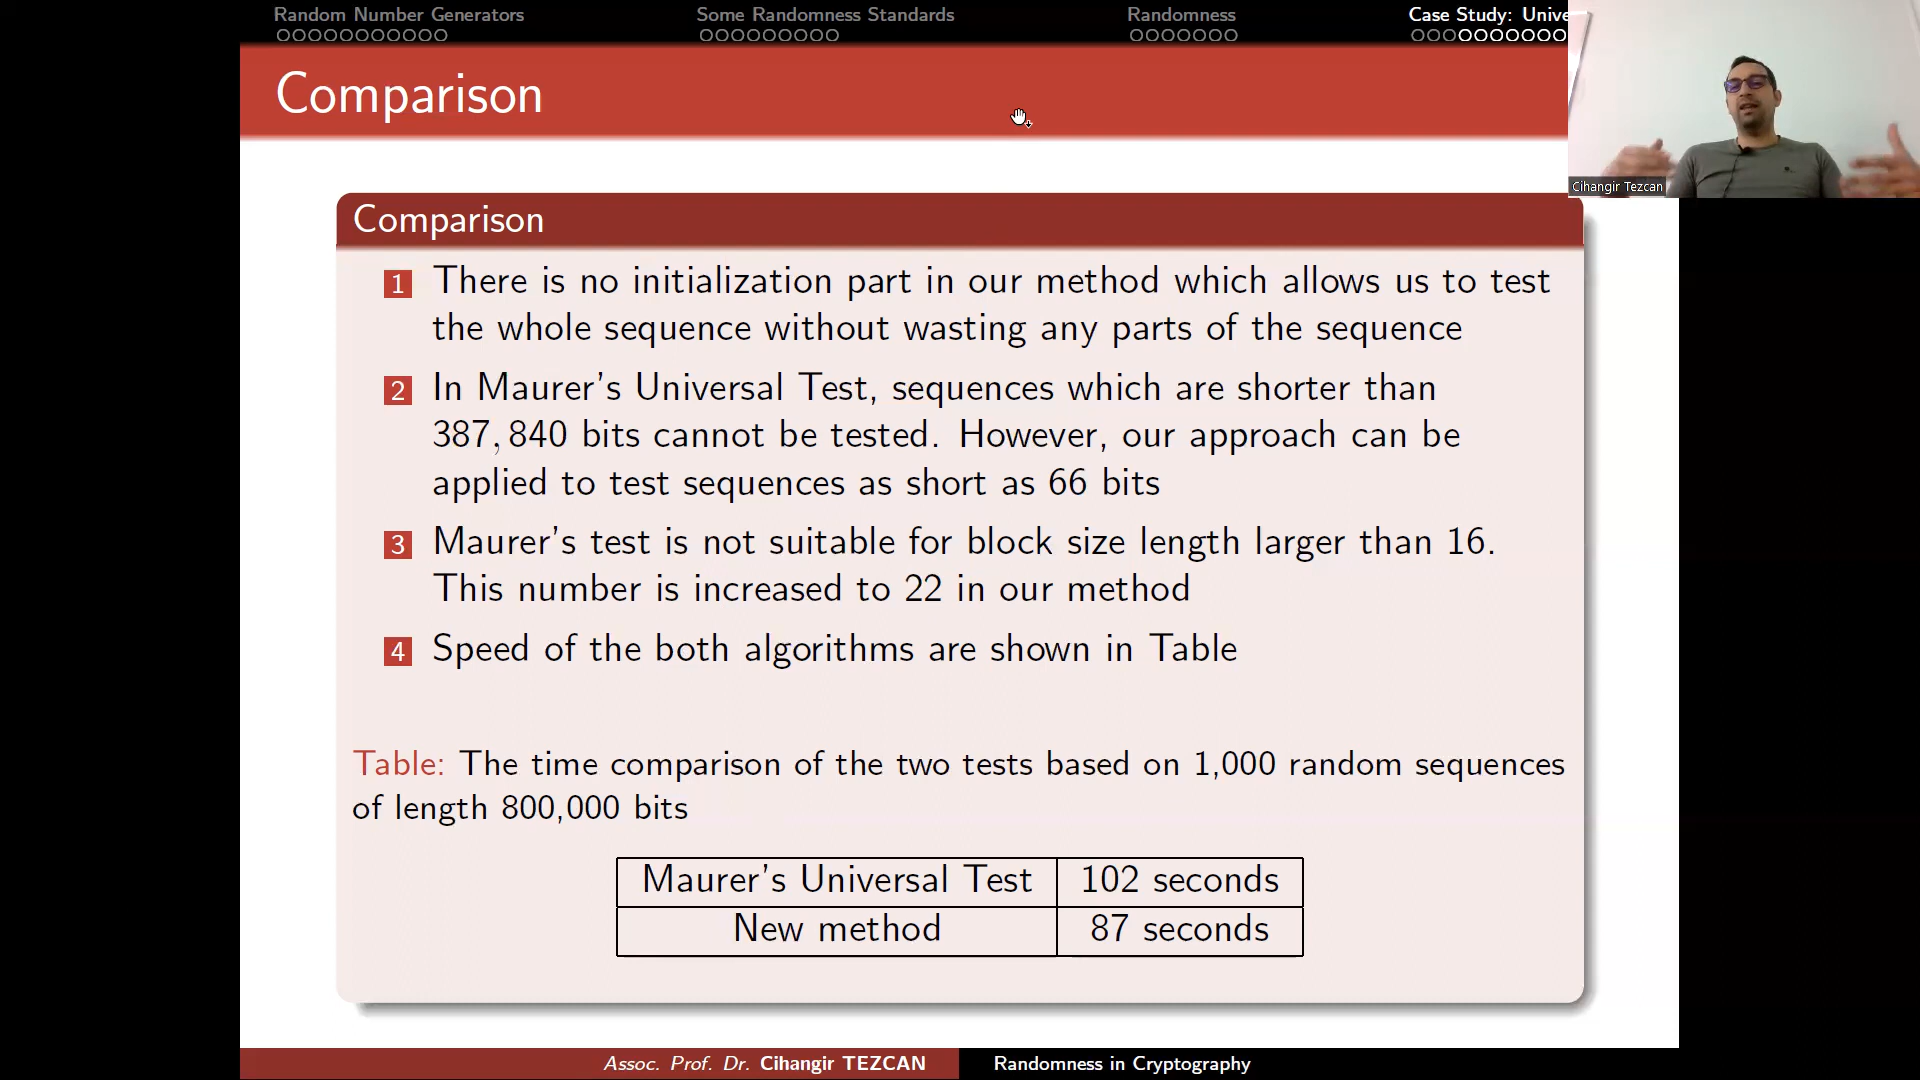 Random Number Generators
Some Randomness Standards
Randomness
Case Study: Unive
Comparison
Cihangir Tezcan
Comparison
1 There is no initialization part in our method which allows us to test
the whole sequence without wasting any parts of the sequence
2 In Maurer's Universal Test, sequences which are shorter than
387,840 bits cannot be tested. However, our approach can be
applied to test sequences as short as 66 bits
3 Maurer's test is not suitable for block size length larger than 16.
This number is increased to 22 in our method
4 Speed of the both algorithms are shown in Table
Table: The time comparison of the two tests based on 1,000 random sequences
of length 800,000 bits
Maurer's Universal Test 102 seconds
New method 87 seconds
Assoc. Prof. Dr. Cihangir TEZCAN
Randomness in Cryptography